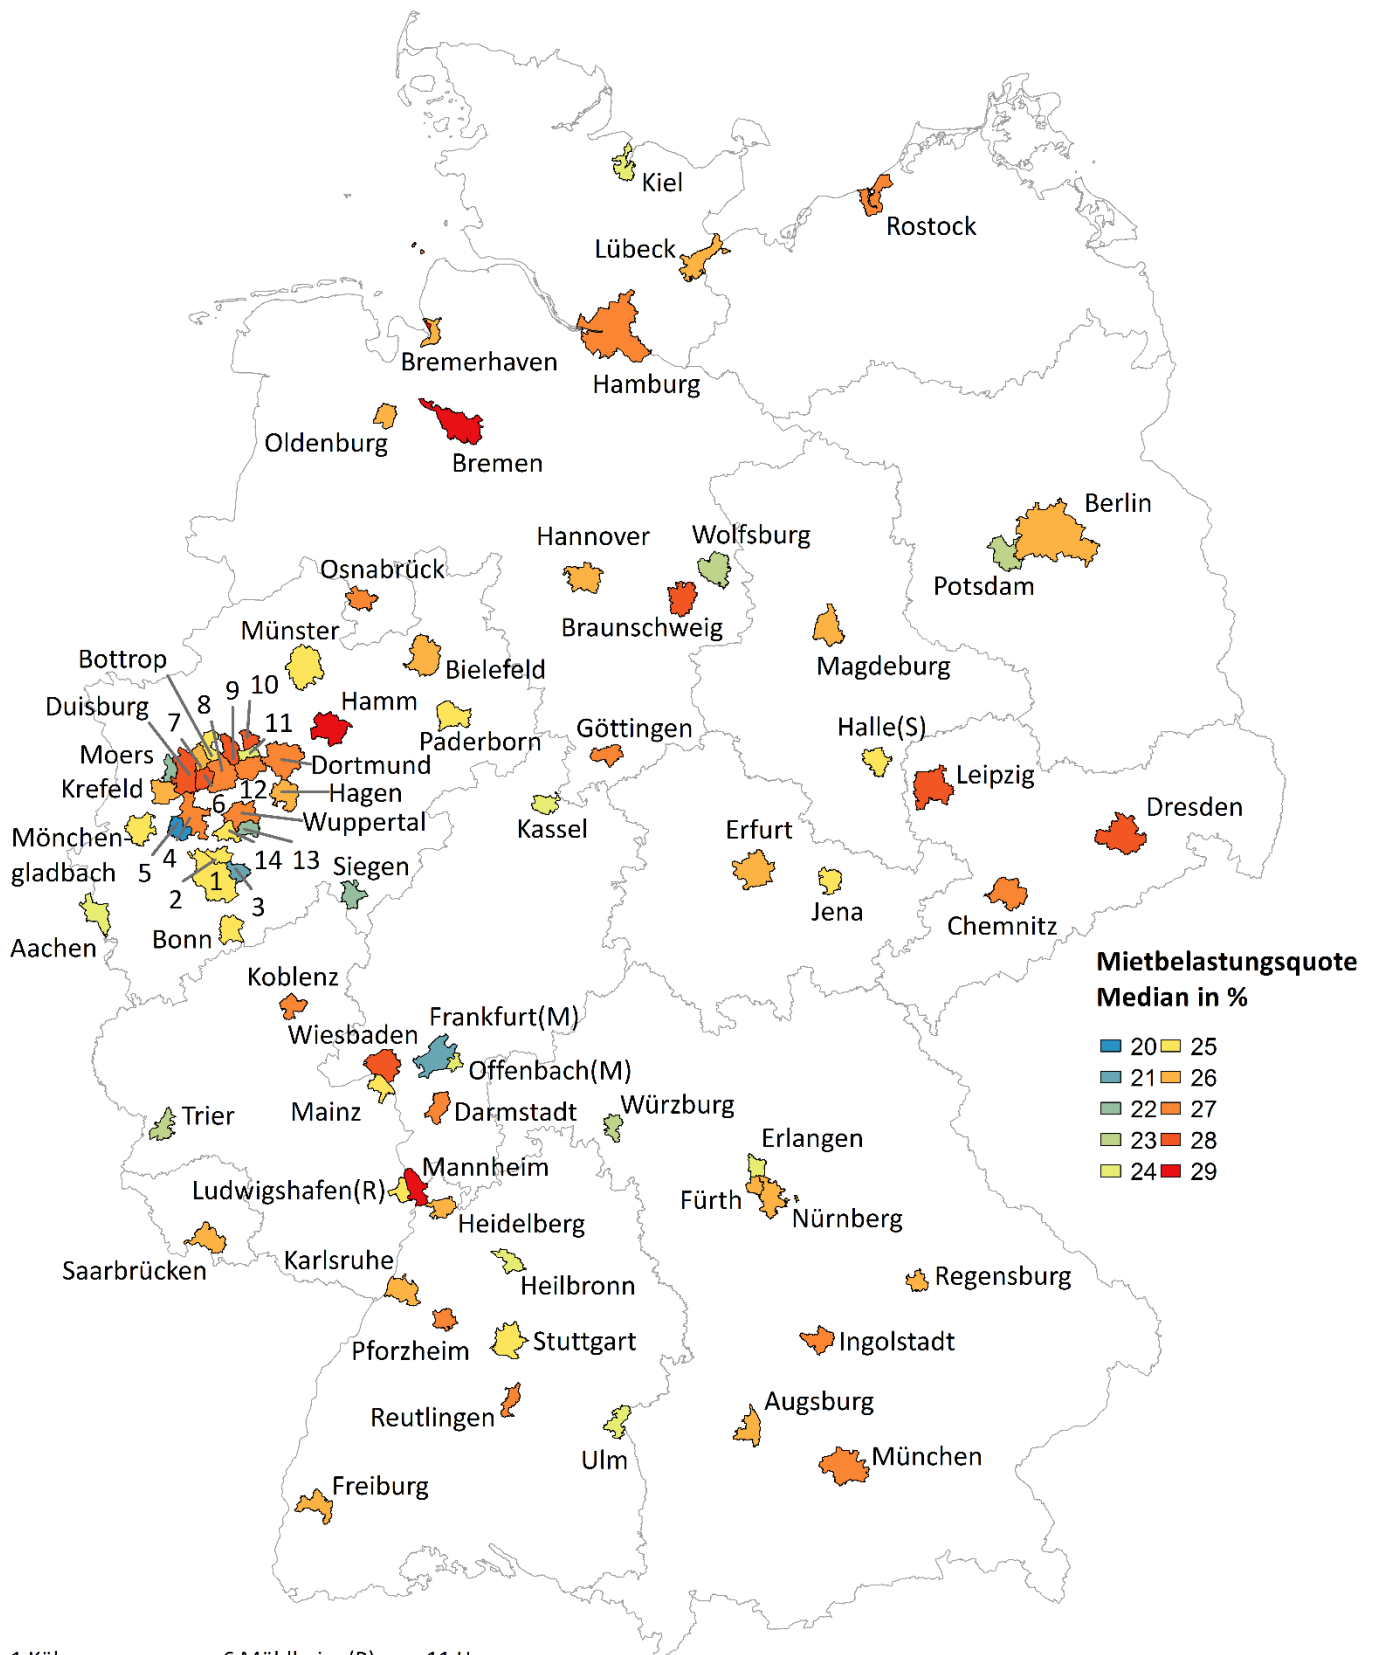 Kiel
Rostock
Lübeck
Bremerhaven
Hamburg
Oldenburg
Bremen
Berlin
Hannover
Wolfsburg
Osnabrück
Potsdam
Braunschweig
Münster
Bottrop
Bielefeld
Magdeburg
10
9
8
Hamm
Duisburg
7
11
Göttingen
Halle(S)
Paderborn
Moers
Dortmund
Leipzig
Krefeld
12
Hagen
6
Dresden
Wuppertal
Kassel
Erfurt
Mönchen
gladbach
4
14
13
5
Siegen
1
2
3
Jena
Chemnitz
Bonn
Aachen
Mietbelastungsquote
Median in %
Koblenz
Frankfurt(M)
Wiesbaden
20 25
Offenbach(M)
21 26
Mainz
Darmstadt
Würzburg
22 27
Trier
Erlangen
23 28
Mannheim
24 29
Ludwigshafen(R)
Fürth
Nürnberg
Heidelberg
Saarbrücken
Karlsruhe
Heilbronn
Regensburg
Pforzheim
Stuttgart
Ingolstadt
Reutlingen
Augsburg
Ulm
München
Freiburg